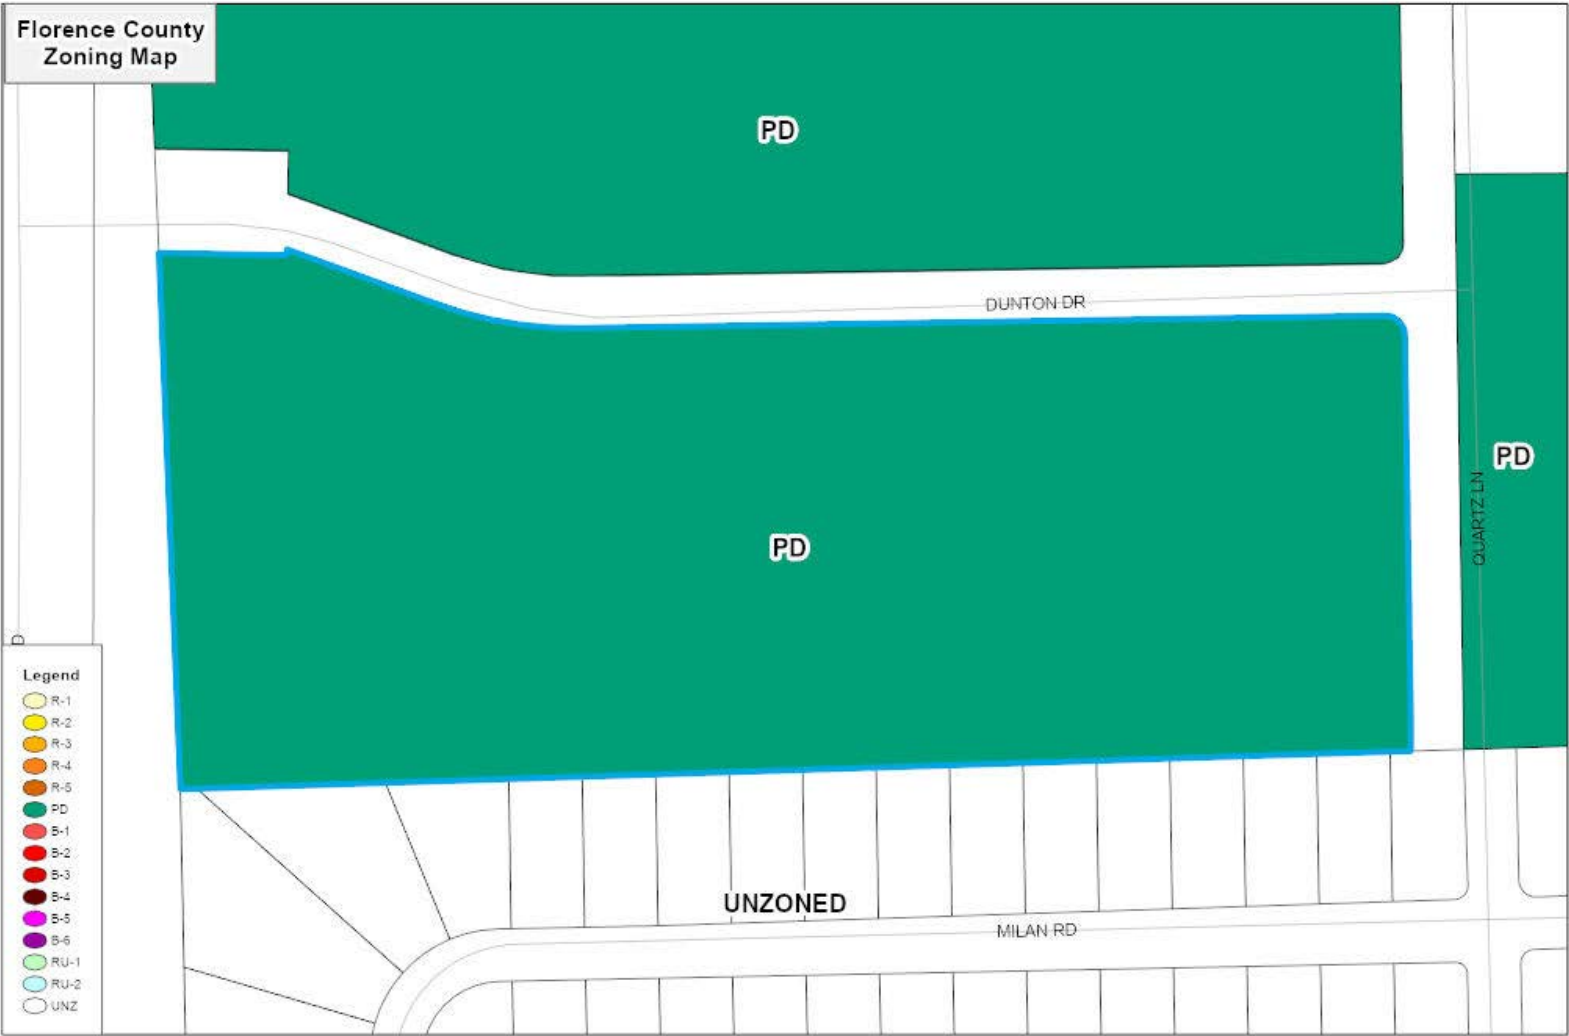 Florence County
Zoning Map
PD
DUNTON DR
PD
QUARTZ LN
PD
D
Legend
R-1
R-2
R-3
R-4
R-5
PD
B-1
B-2
B-3
B-4
B-5
B-6
RU-1
RU-2
UNZ
UNZONED
MILAN RD